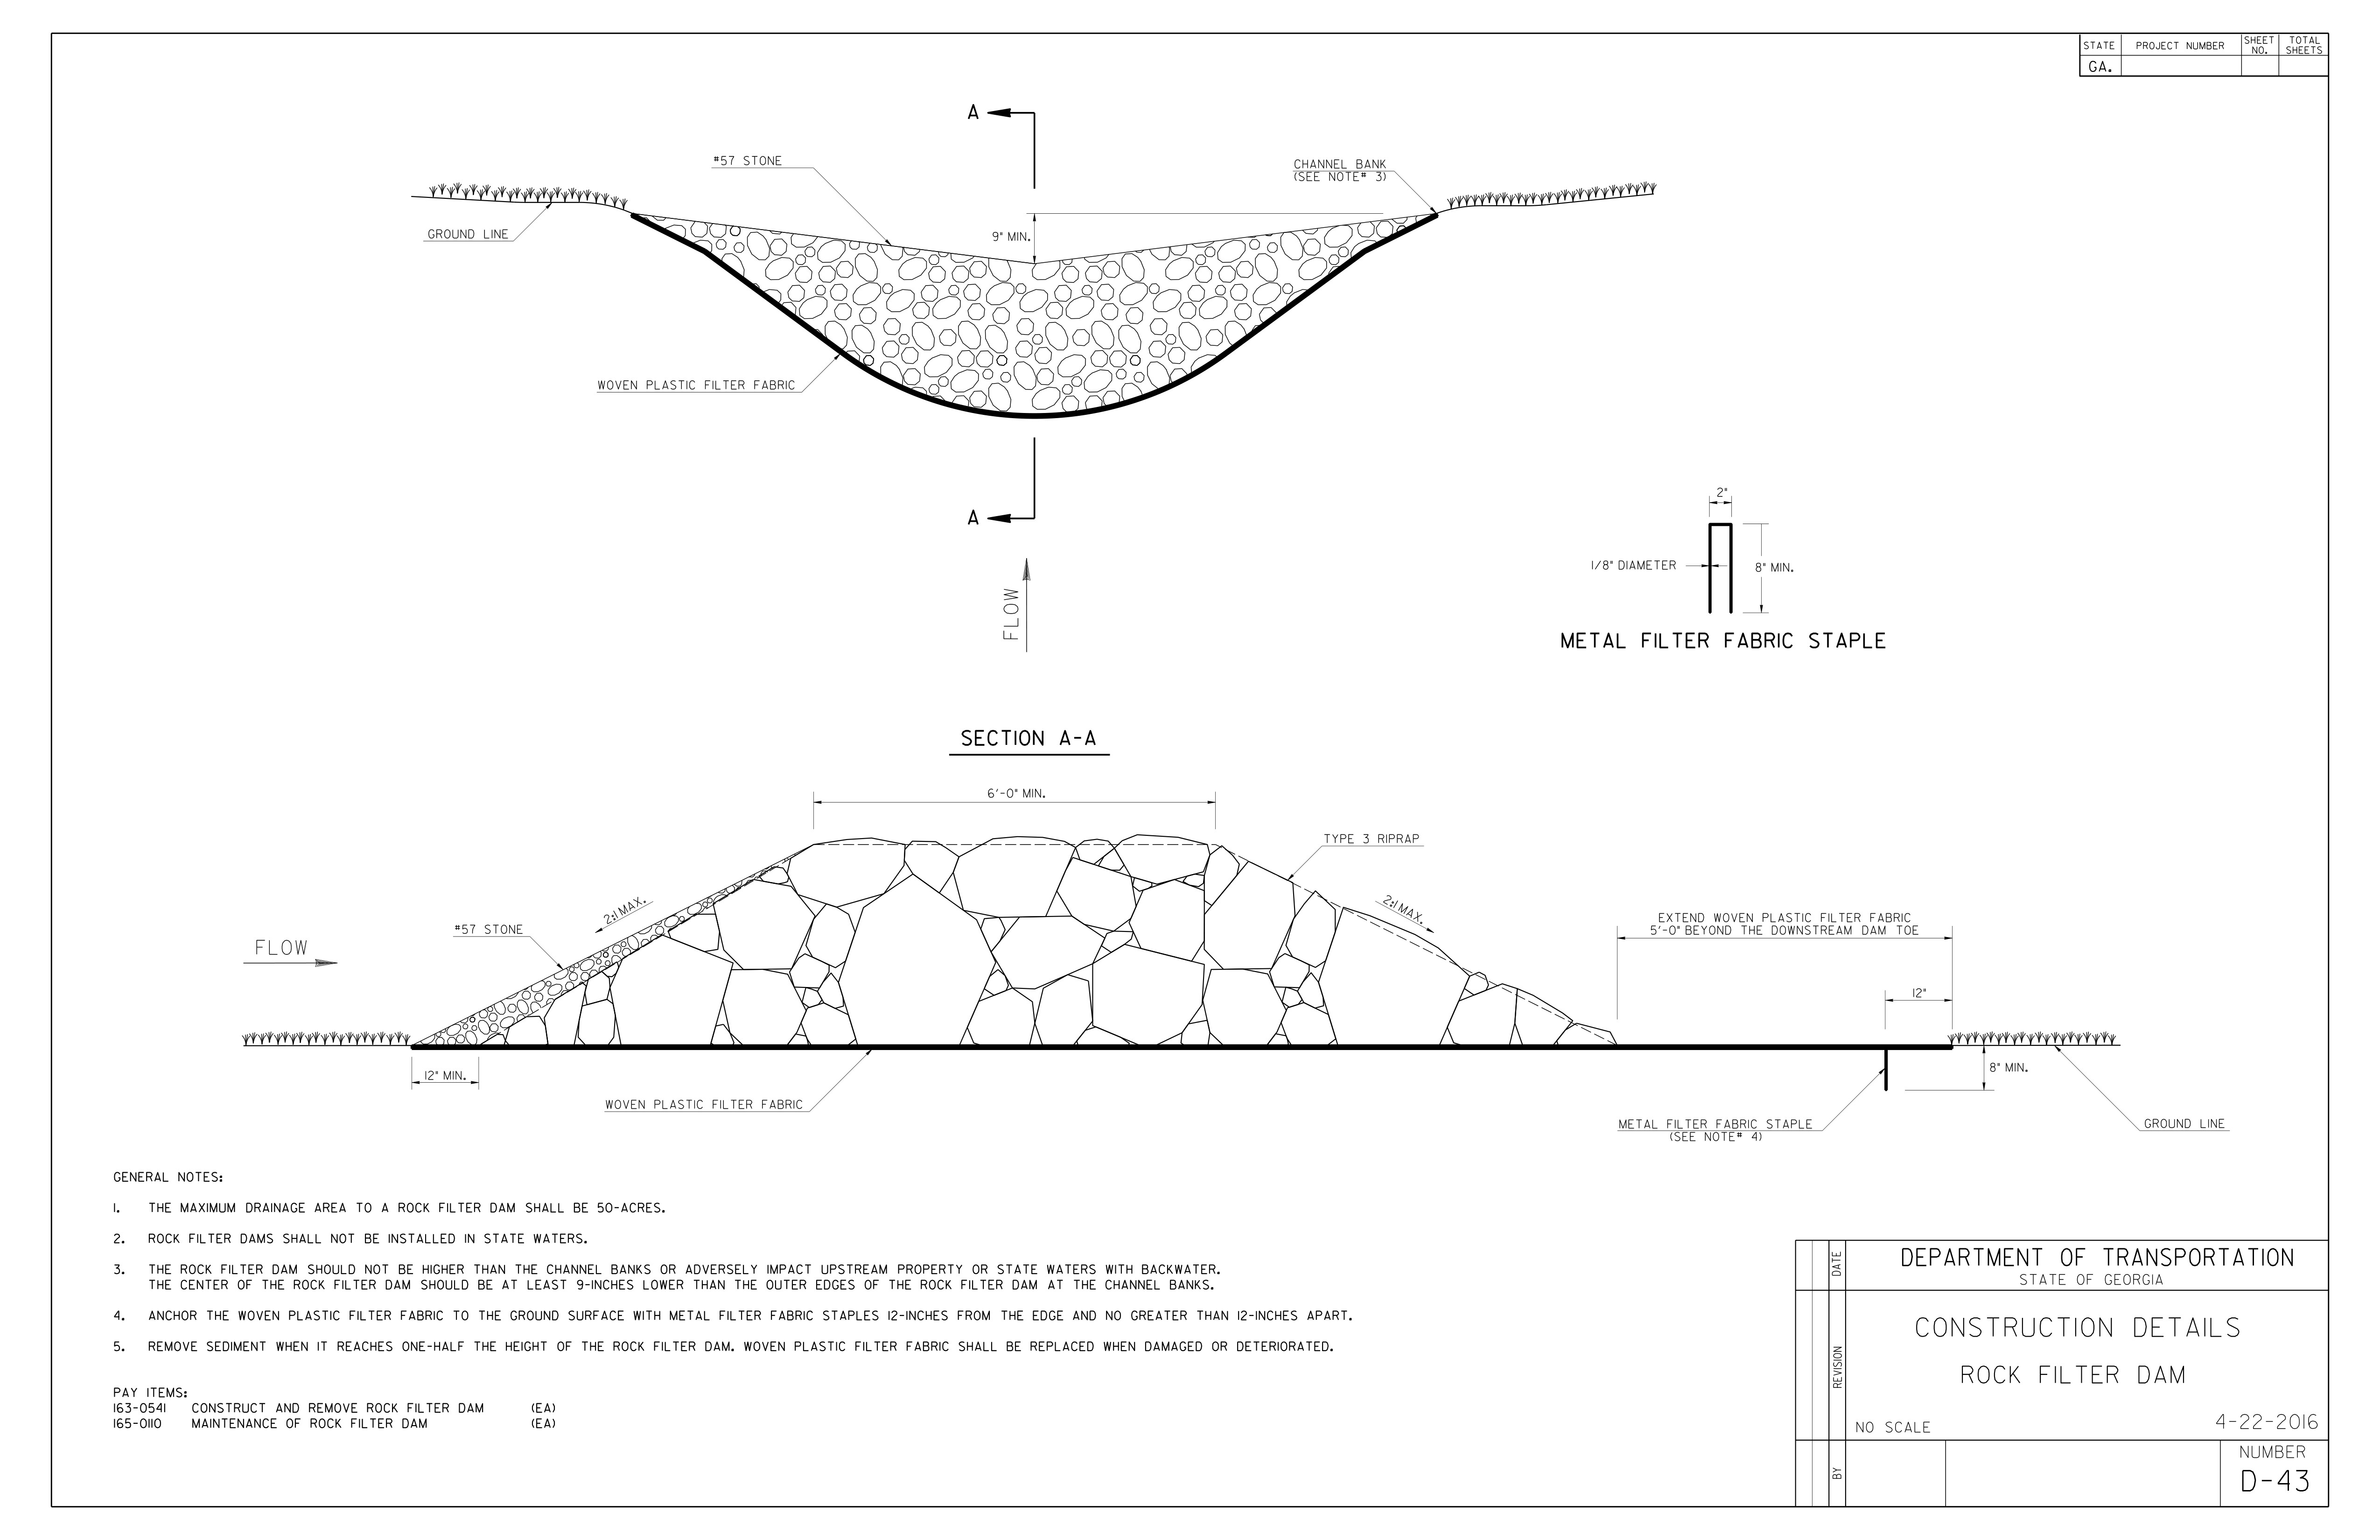 STATE PROJECT NUMBER SHEET NO. TOTAL SHEETS
GA.
A
#57 STONE
CHANNEL BANK
(SEE NOTE# 3)
GROUND LINE
9" MIN.
WOVEN PLASTIC FILTER FABRIC
A
FLOW
2"
1/8" DIAMETER
8" MIN.
METAL FILTER FABRIC STAPLE
SECTION A-A
6'-0" MIN.
TYPE 3 RIPRAP
2:1 MAX.
2:1 MAX.
#57 STONE
FLOW
EXTEND WOVEN PLASTIC FILTER FABRIC
5'-0" BEYOND THE DOWNSTREAM DAM TOE
12"
12" MIN.
8" MIN.
WOVEN PLASTIC FILTER FABRIC
METAL FILTER FABRIC STAPLE
(SEE NOTE# 4)
GROUND LINE
GENERAL NOTES:
1. THE MAXIMUM DRAINAGE AREA TO A ROCK FILTER DAM SHALL BE 50-ACRES.
2. ROCK FILTER DAMS SHALL NOT BE INSTALLED IN STATE WATERS.
3. THE ROCK FILTER DAM SHOULD NOT BE HIGHER THAN THE CHANNEL BANKS OR ADVERSELY IMPACT UPSTREAM PROPERTY OR STATE WATERS WITH BACKWATER.
THE CENTER OF THE ROCK FILTER DAM SHOULD BE AT LEAST 9-INCHES LOWER THAN THE OUTER EDGES OF THE ROCK FILTER DAM AT THE CHANNEL BANKS.
4. ANCHOR THE WOVEN PLASTIC FILTER FABRIC TO THE GROUND SURFACE WITH METAL FILTER FABRIC STAPLES 12-INCHES FROM THE EDGE AND NO GREATER THAN 12-INCHES APART.
5. REMOVE SEDIMENT WHEN IT REACHES ONE-HALF THE HEIGHT OF THE ROCK FILTER DAM. WOVEN PLASTIC FILTER FABRIC SHALL BE REPLACED WHEN DAMAGED OR DETERIORATED.
PAY ITEMS:
163-0541 CONSTRUCT AND REMOVE ROCK FILTER DAM (EA)
165-0110 MAINTENANCE OF ROCK FILTER DAM (EA)
DATE
REVISION
BY
DEPARTMENT OF TRANSPORTATION
STATE OF GEORGIA
CONSTRUCTION DETAILS
ROCK FILTER DAM
NO SCALE
4-22-2016
NUMBER
D-43